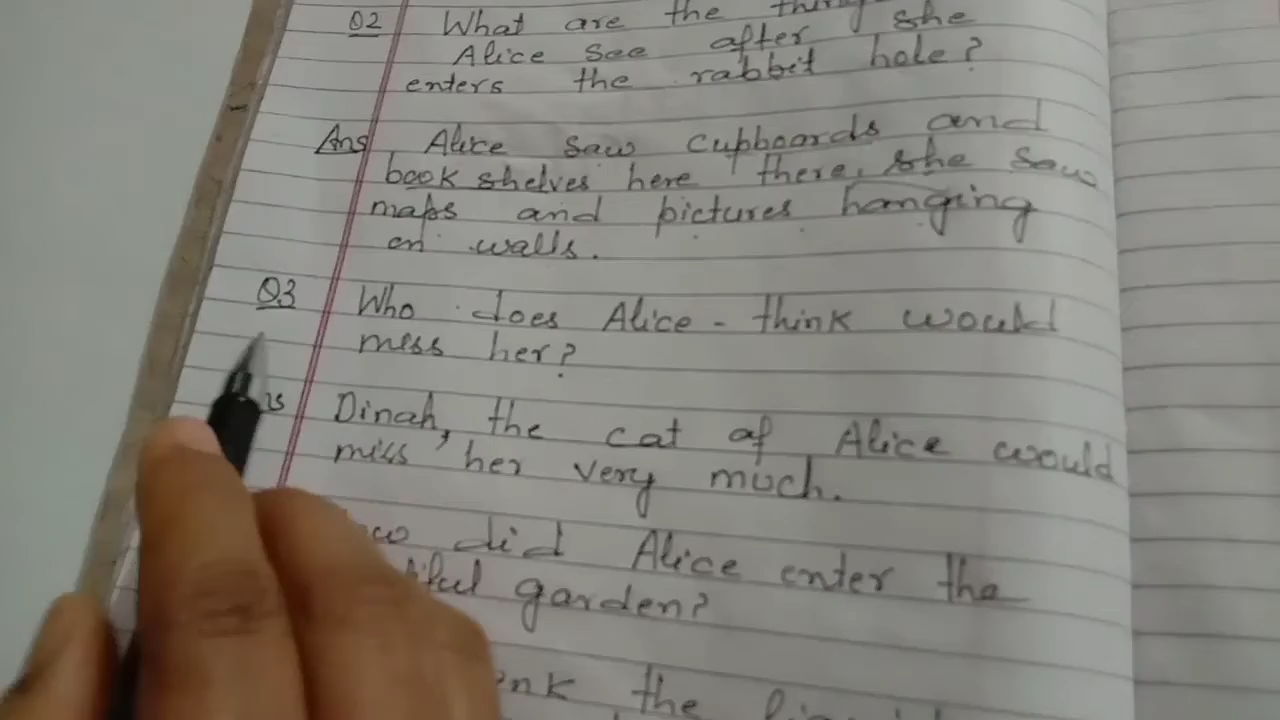 Q2 What are the thing she
Alice see after
enters the rabbit hole?
Ans Alice saw cupboards and
book shelves here there, she saw
maps and pictures hanging
on walls.
Q3 Who does Alice - think would
miss her?
Dinah, the cat of Alice would
miss her very much.
did Alice enter the
garden?
the